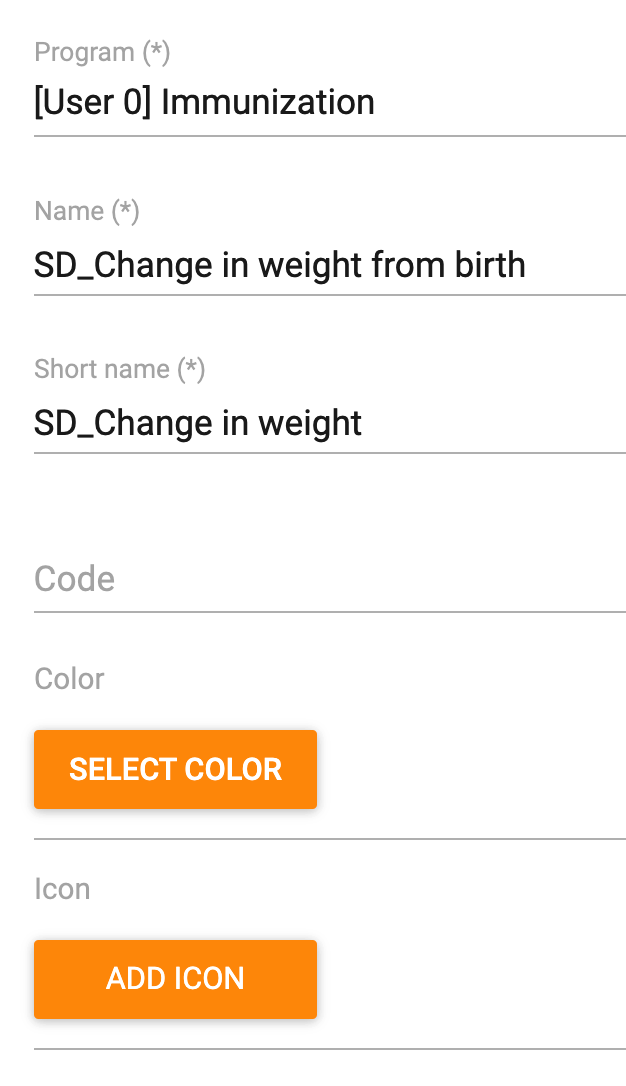 Program (*)
[User 0] Immunization
Name (*)
SD_Change in weight from birth
Short name (*)
SD_Change in weight
Code
Color
SELECT COLOR
Icon
ADD ICON